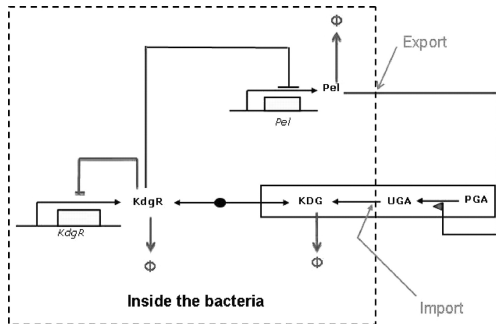 Φ
Export
Pel
Pel
KdgR
KDG
UGA
PGA
KdgR
Φ
Φ
Inside the bacteria
Import